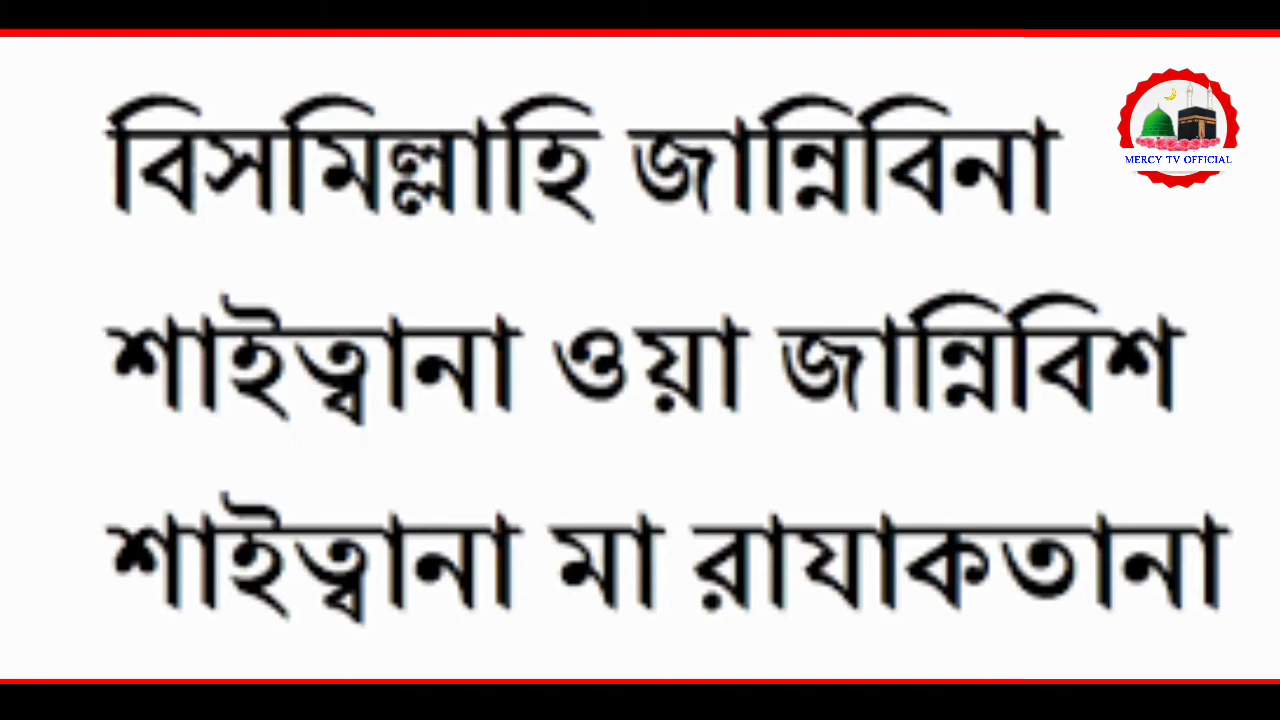 বিসমিল্লাহি জান্নিবিনা
শাইত্বানা ওয়া জান্নিবিশ
শাইত্বানা মা রাযাকতানা
MERCY TV OFFICIAL